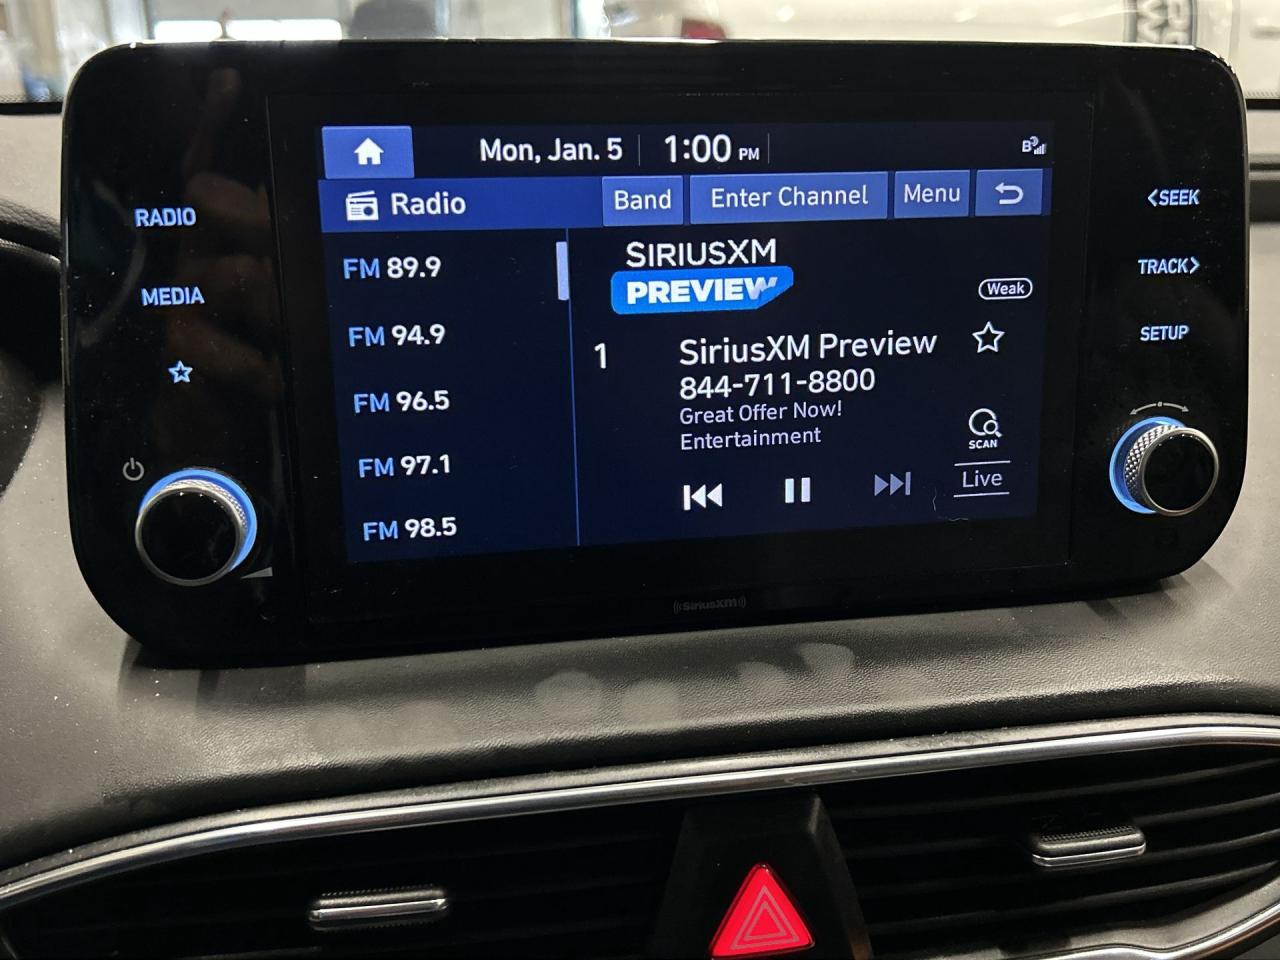 Mon, Jan. 5 1:00 PM
B
Radio Band Enter Channel Menu
RADIO
MEDIA
FM 89.9
FM 94.9
FM 96.5
FM 97.1
FM 98.5
SIRIUSXM
PREVIEW
Weak
1 SiriusXM Preview
844-711-8800
Great Offer Now!
Entertainment
SCAN
Live
<SEEK
TRACK>
SETUP
((SiriusXM))